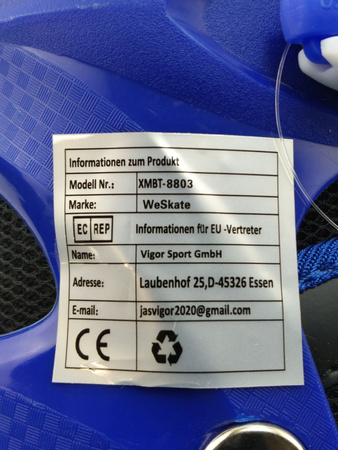 Informationen zum Produkt
Modell Nr.: XMBT-8803
Marke: WeSkate
EC REP Informationen für EU -Vertreter
Name: Vigor Sport GmbH
Adresse: Laubenhof 25,D-45326 Essen
E-mail: jasvigor2020@gmail.com
CE